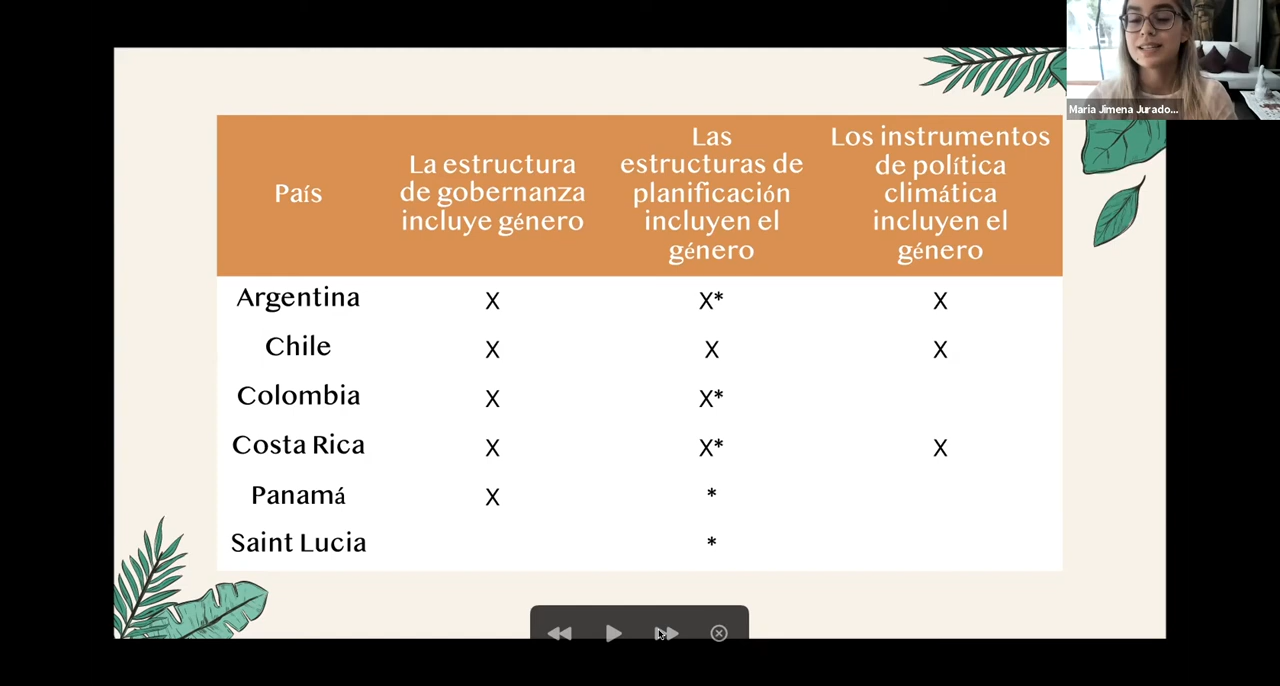 País
La estructura
de gobernanza
incluye género
Las
estructuras de
planificación
incluyen el
género
Los instrumentos
de política
climática
incluyen el
género
Argentina X X* X
Chile X X X
Colombia X X*
Costa Rica X X* X
Panamá X *
Saint Lucia *
María Jimena Jurado...